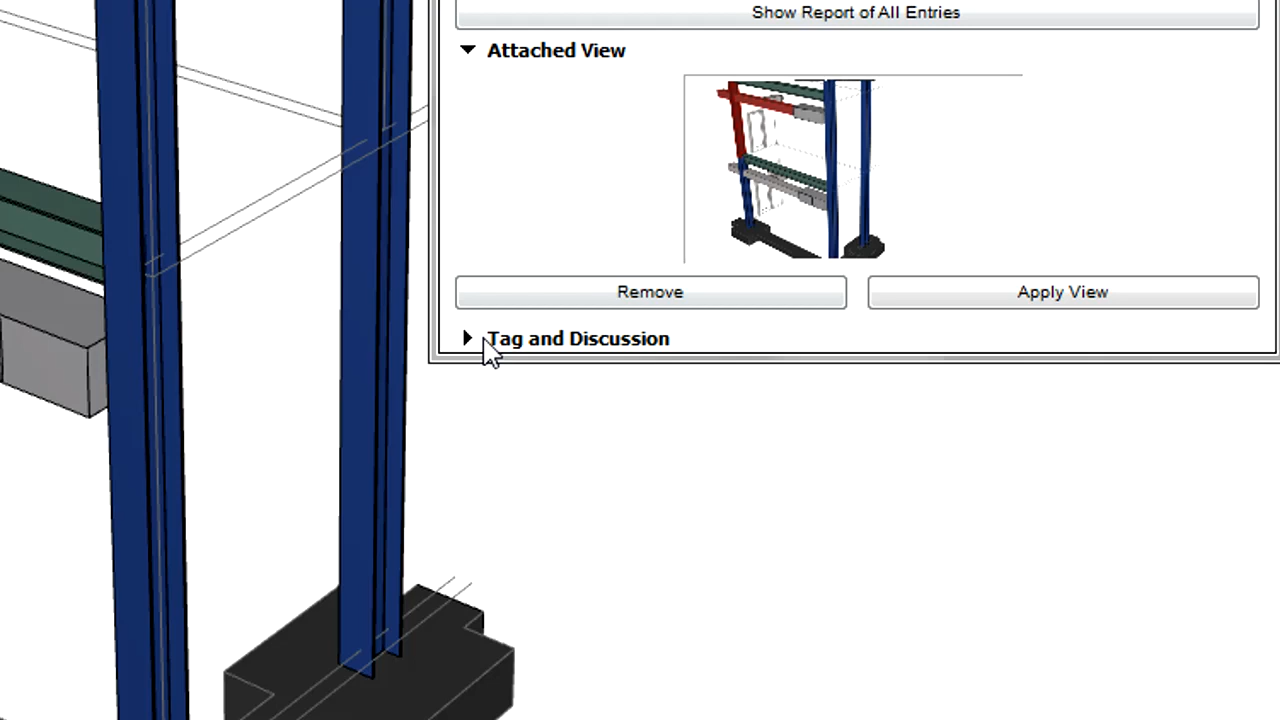 Show Report of All Entries
Attached View
Remove
Apply View
Tag and Discussion